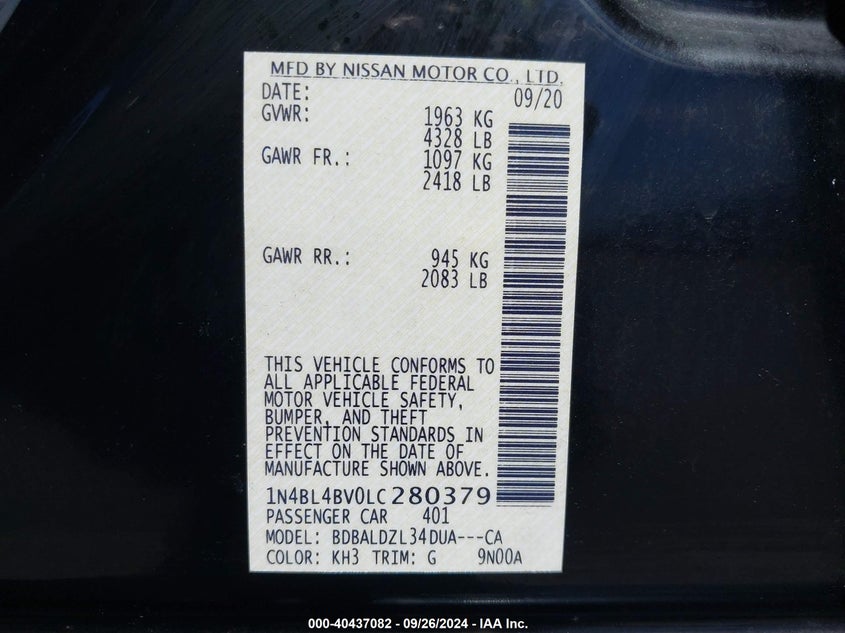 MFD BY NISSAN MOTOR CO., LTD.
DATE: 09/20
GVWR: 1963 KG
4328 LB
GAWR FR.: 1097 KG
2418 LB
GAWR RR.: 945 KG
2083 LB
THIS VEHICLE CONFORMS TO
ALL APPLICABLE FEDERAL
MOTOR VEHICLE SAFETY,
BUMPER, AND THEFT
PREVENTION STANDARDS IN
EFFECT ON THE DATE OF
MANUFACTURE SHOWN ABOVE.
1N4BL4BV0LC280379
PASSENGER CAR 401
MODEL: BDBALDZL34DUA---CA
COLOR: KH3 TRIM: G 9N00A
000-40437082 - 09/26/2024 - IAA Inc.